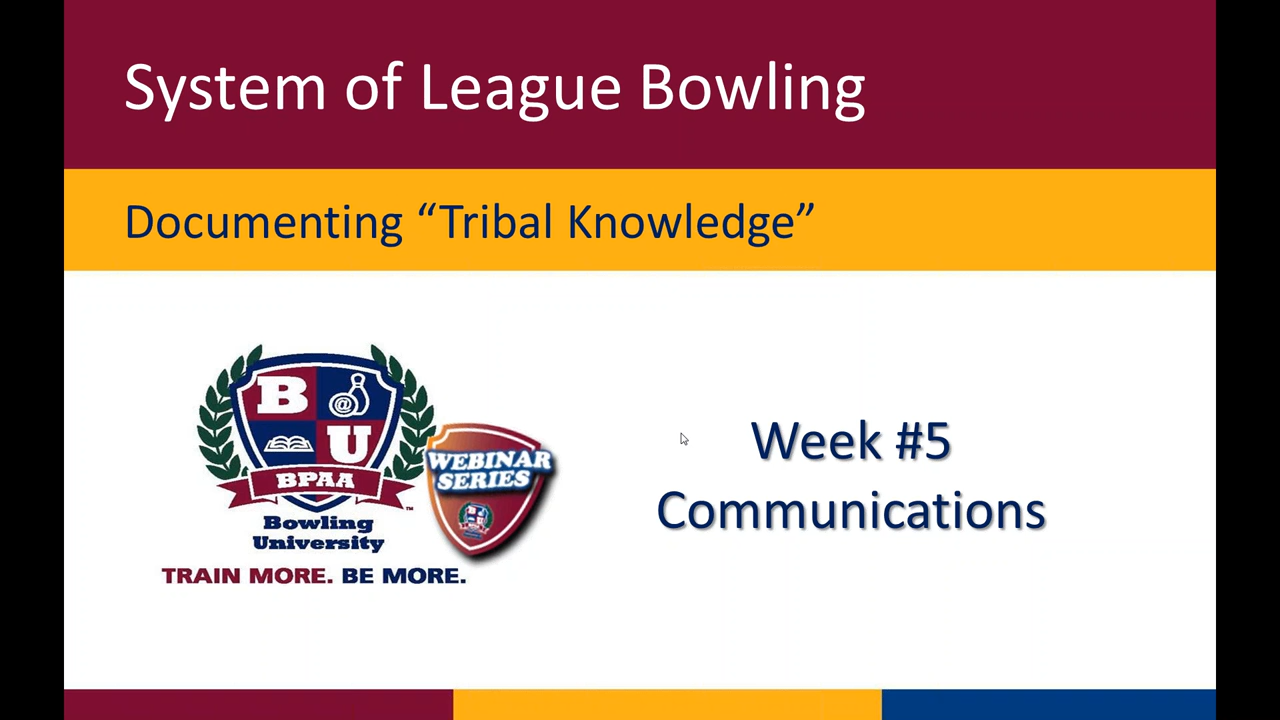 System of League Bowling
Documenting “Tribal Knowledge”
B
@
U
BPAA
™
Bowling
University
TRAIN MORE. BE MORE.
WEBINAR
SERIES
Week #5
Communications